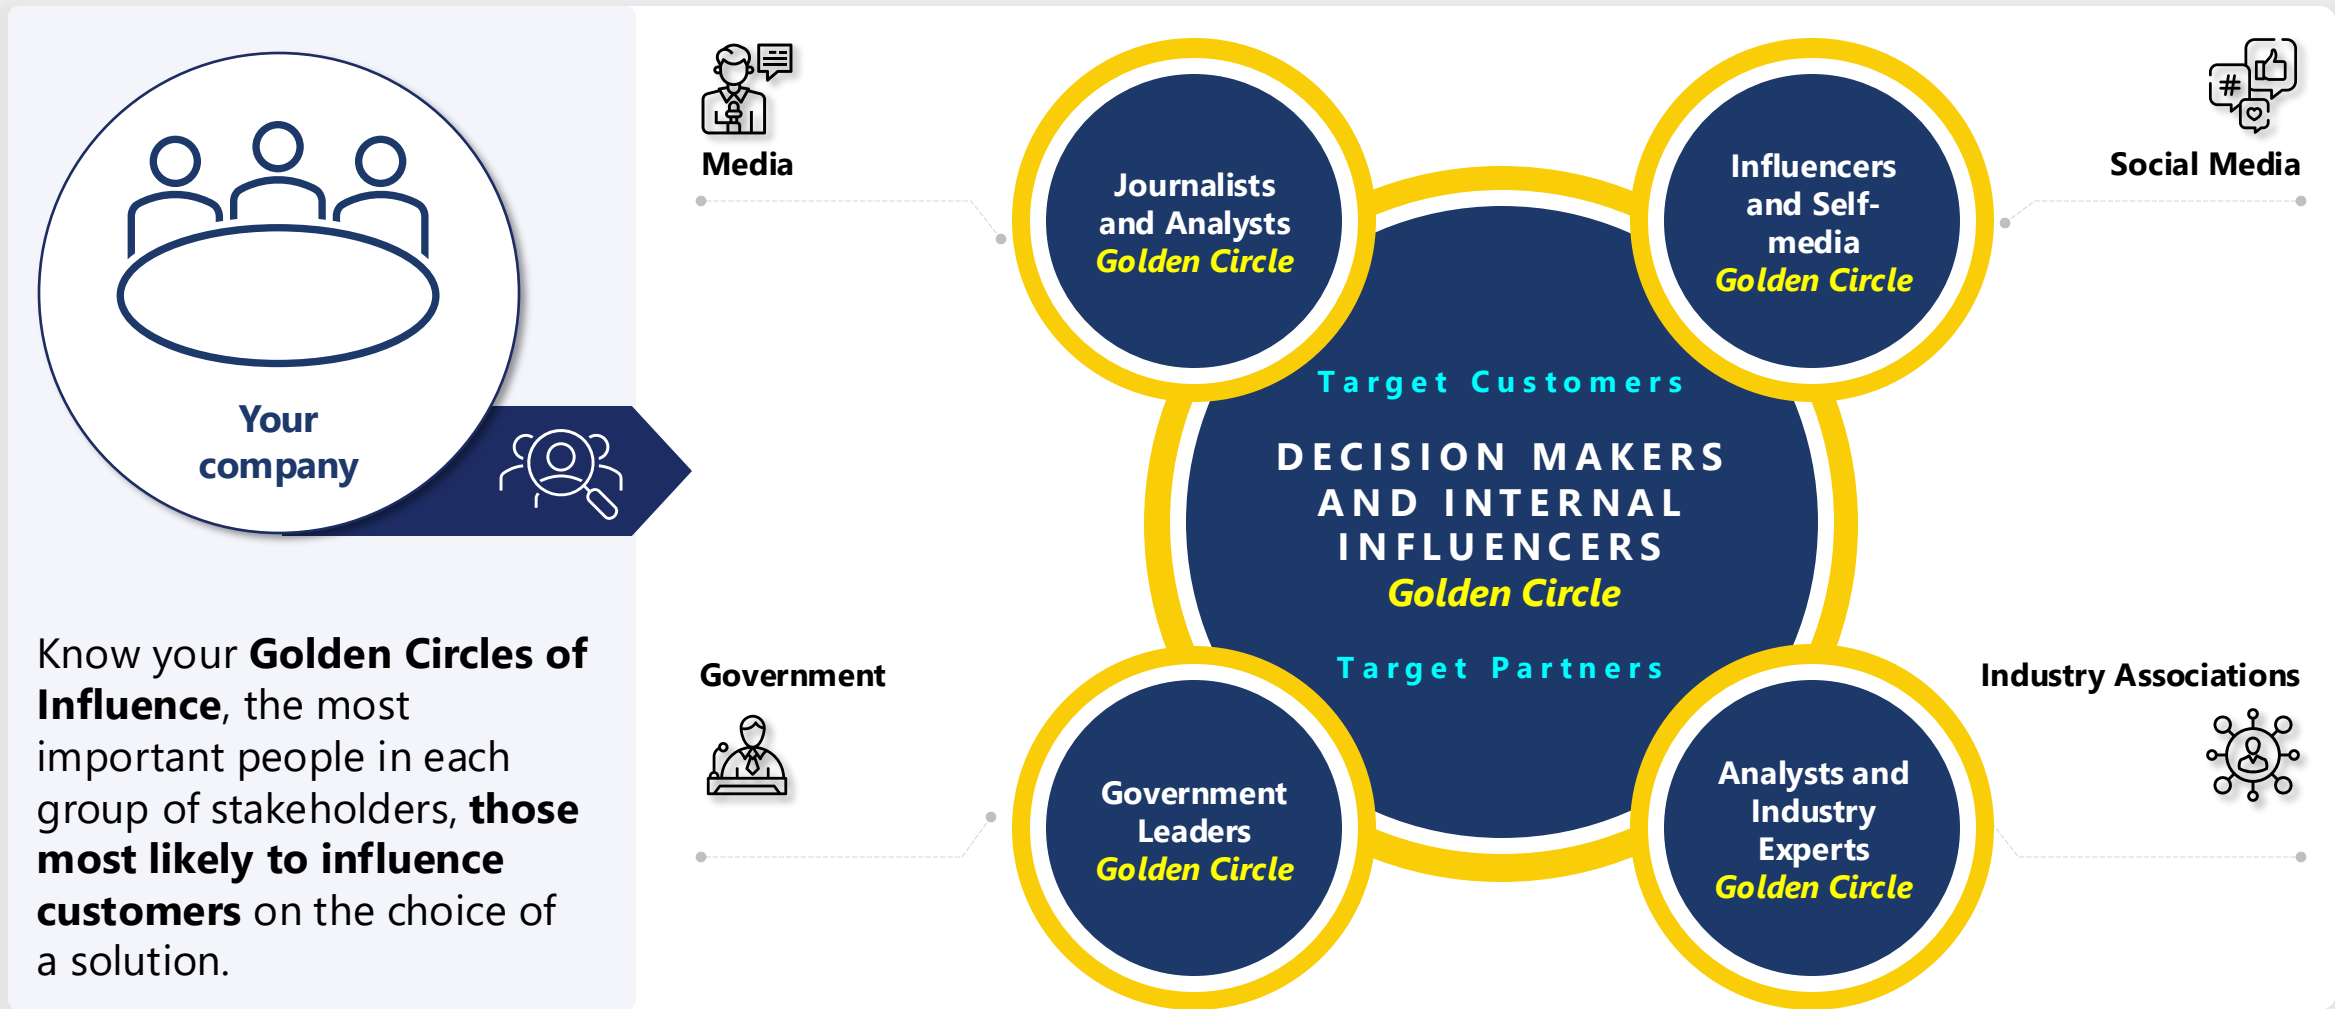 Your
company
Know your Golden Circles of
Influence, the most
important people in each
group of stakeholders, those
most likely to influence
customers on the choice of
a solution.
Media
Journalists
and Analysts
Golden Circle
Influencers
and Self-
media
Golden Circle
Social Media
#
Target Customers
DECISION MAKERS
AND INTERNAL
INFLUENCERS
Golden Circle
Target Partners
Government
Government
Leaders
Golden Circle
Industry Associations
Analysts and
Industry
Experts
Golden Circle